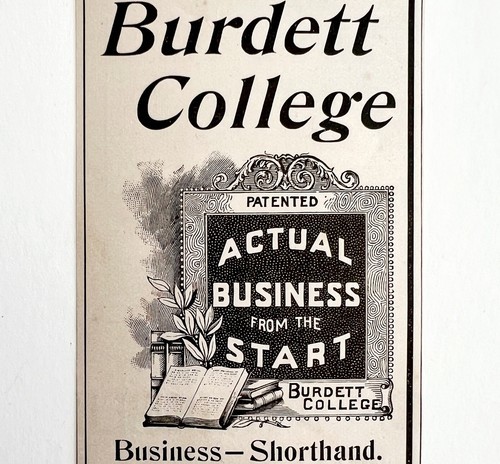 Burdett
College
PATENTED
ACTUAL
BUSINESS
FROM THE
START
BURDETT
COLLEGE
Business—Shorthand.